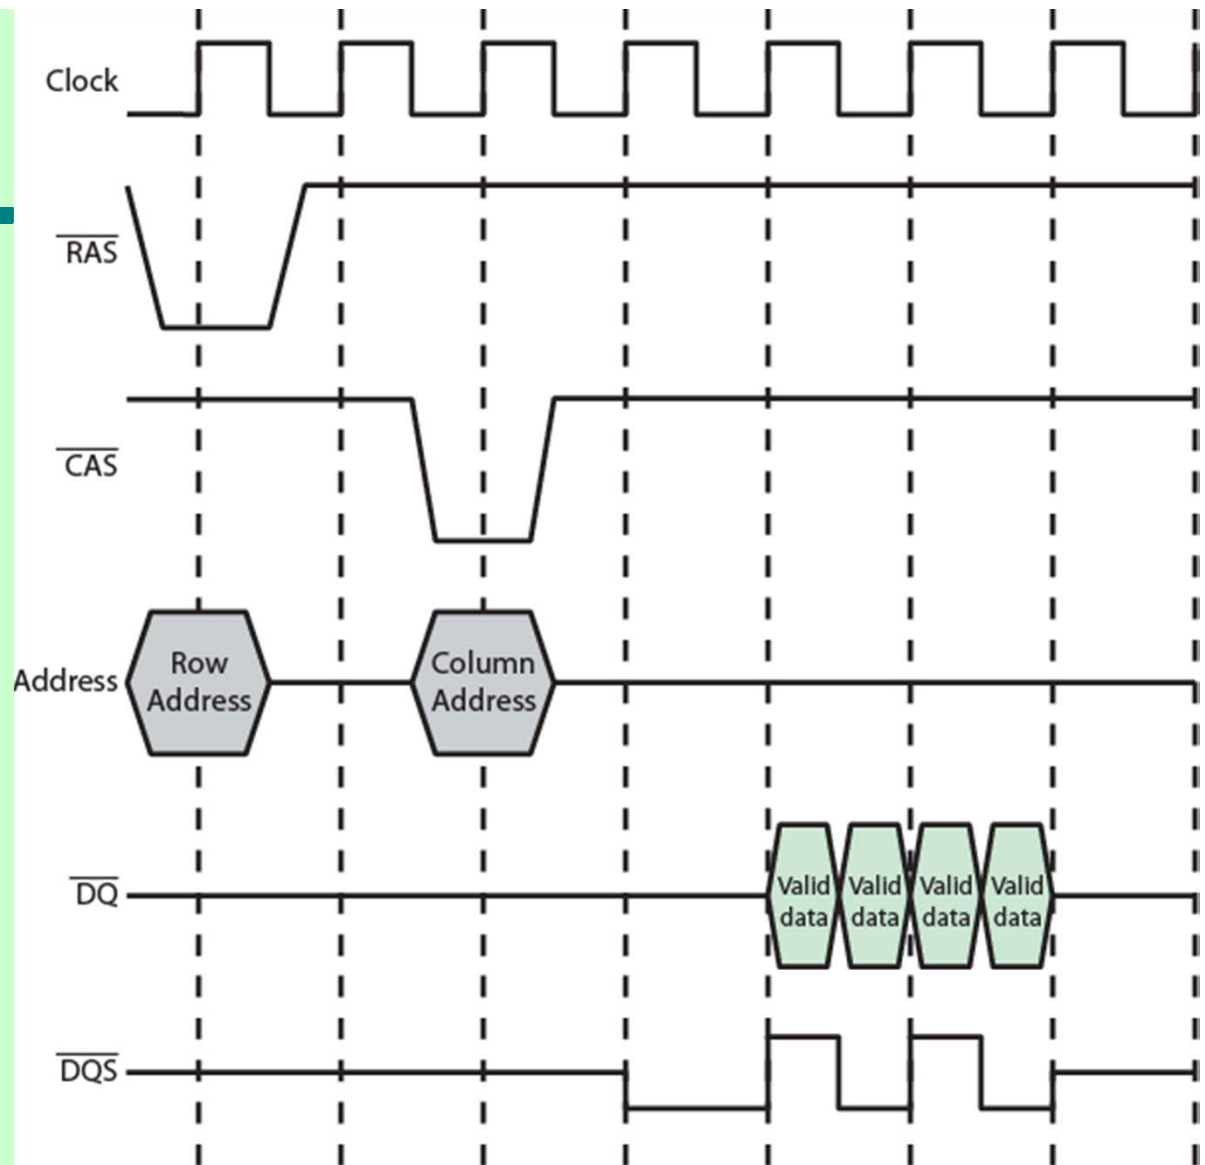 Clock
RAS
CAS
Address
Row
Address
Column
Address
DQ
Valid
data
Valid
data
Valid
data
Valid
data
DQS